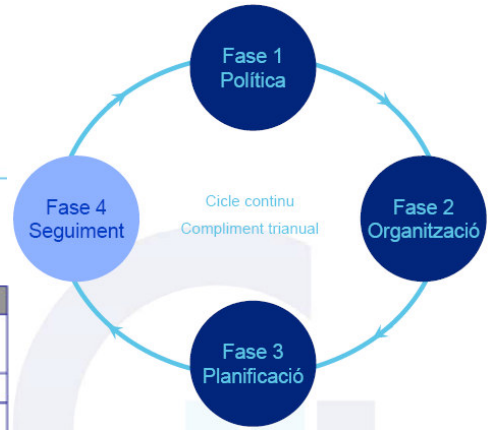 Fase 1
Política
Cicle continu
Compliment trianual
Fase 4
Seguiment
Fase 2
Organització
Fase 3
Planificació